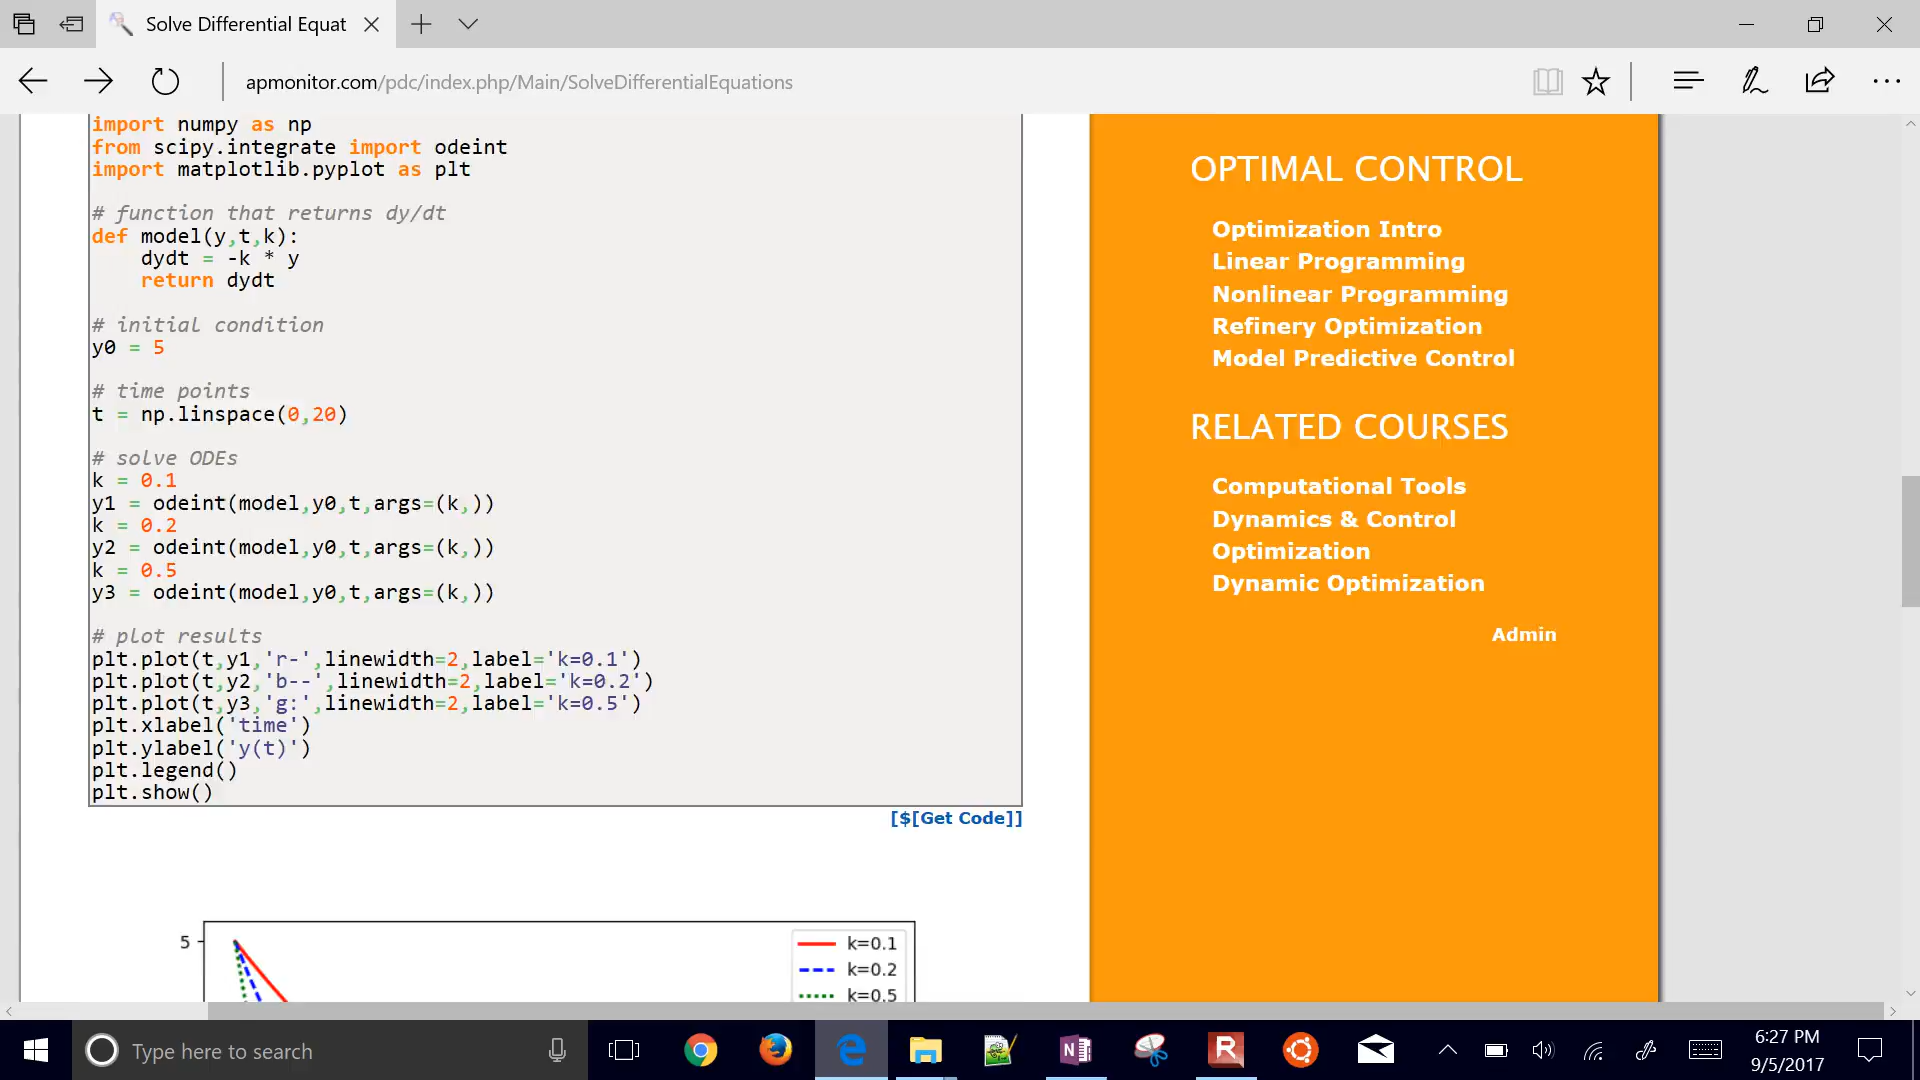 Solve Differential Equat
apmonitor.com/pdc/index.php/Main/SolveDifferentialEquations
import numpy as np
from scipy.integrate import odeint
import matplotlib.pyplot as plt
# function that returns dy/dt
def model(y,t,k):
    dydt = -k * y
    return dydt
# initial condition
y0 = 5
# time points
t = np.linspace(0,20)
# solve ODEs
k = 0.1
y1 = odeint(model,y0,t,args=(k,))
k = 0.2
y2 = odeint(model,y0,t,args=(k,))
k = 0.5
y3 = odeint(model,y0,t,args=(k,))
# plot results
plt.plot(t,y1,'r-',linewidth=2,label='k=0.1')
plt.plot(t,y2,'b--',linewidth=2,label='k=0.2')
plt.plot(t,y3,'g:',linewidth=2,label='k=0.5')
plt.xlabel('time')
plt.ylabel('y(t)')
plt.legend()
plt.show()
[$[Get Code]]
5
k=0.1
k=0.2
k=0.5
OPTIMAL CONTROL
Optimization Intro
Linear Programming
Nonlinear Programming
Refinery Optimization
Model Predictive Control
RELATED COURSES
Computational Tools
Dynamics & Control
Optimization
Dynamic Optimization
Admin
Type here to search
N
R
6:27 PM
9/5/2017